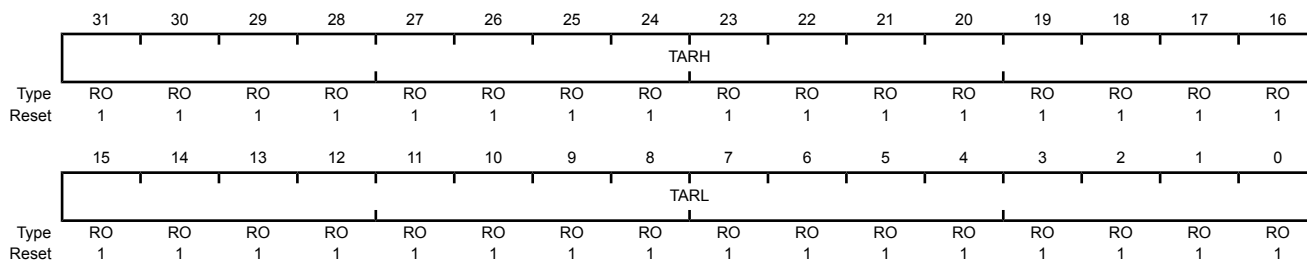 31 30 29 28 27 26 25 24 23 22 21 20 19 18 17 16
TARH
Type RO RO RO RO RO RO RO RO RO RO RO RO RO RO RO RO
Reset 1 1 1 1 1 1 1 1 1 1 1 1 1 1 1 1
15 14 13 12 11 10 9 8 7 6 5 4 3 2 1 0
TARL
Type RO RO RO RO RO RO RO RO RO RO RO RO RO RO RO RO
Reset 1 1 1 1 1 1 1 1 1 1 1 1 1 1 1 1